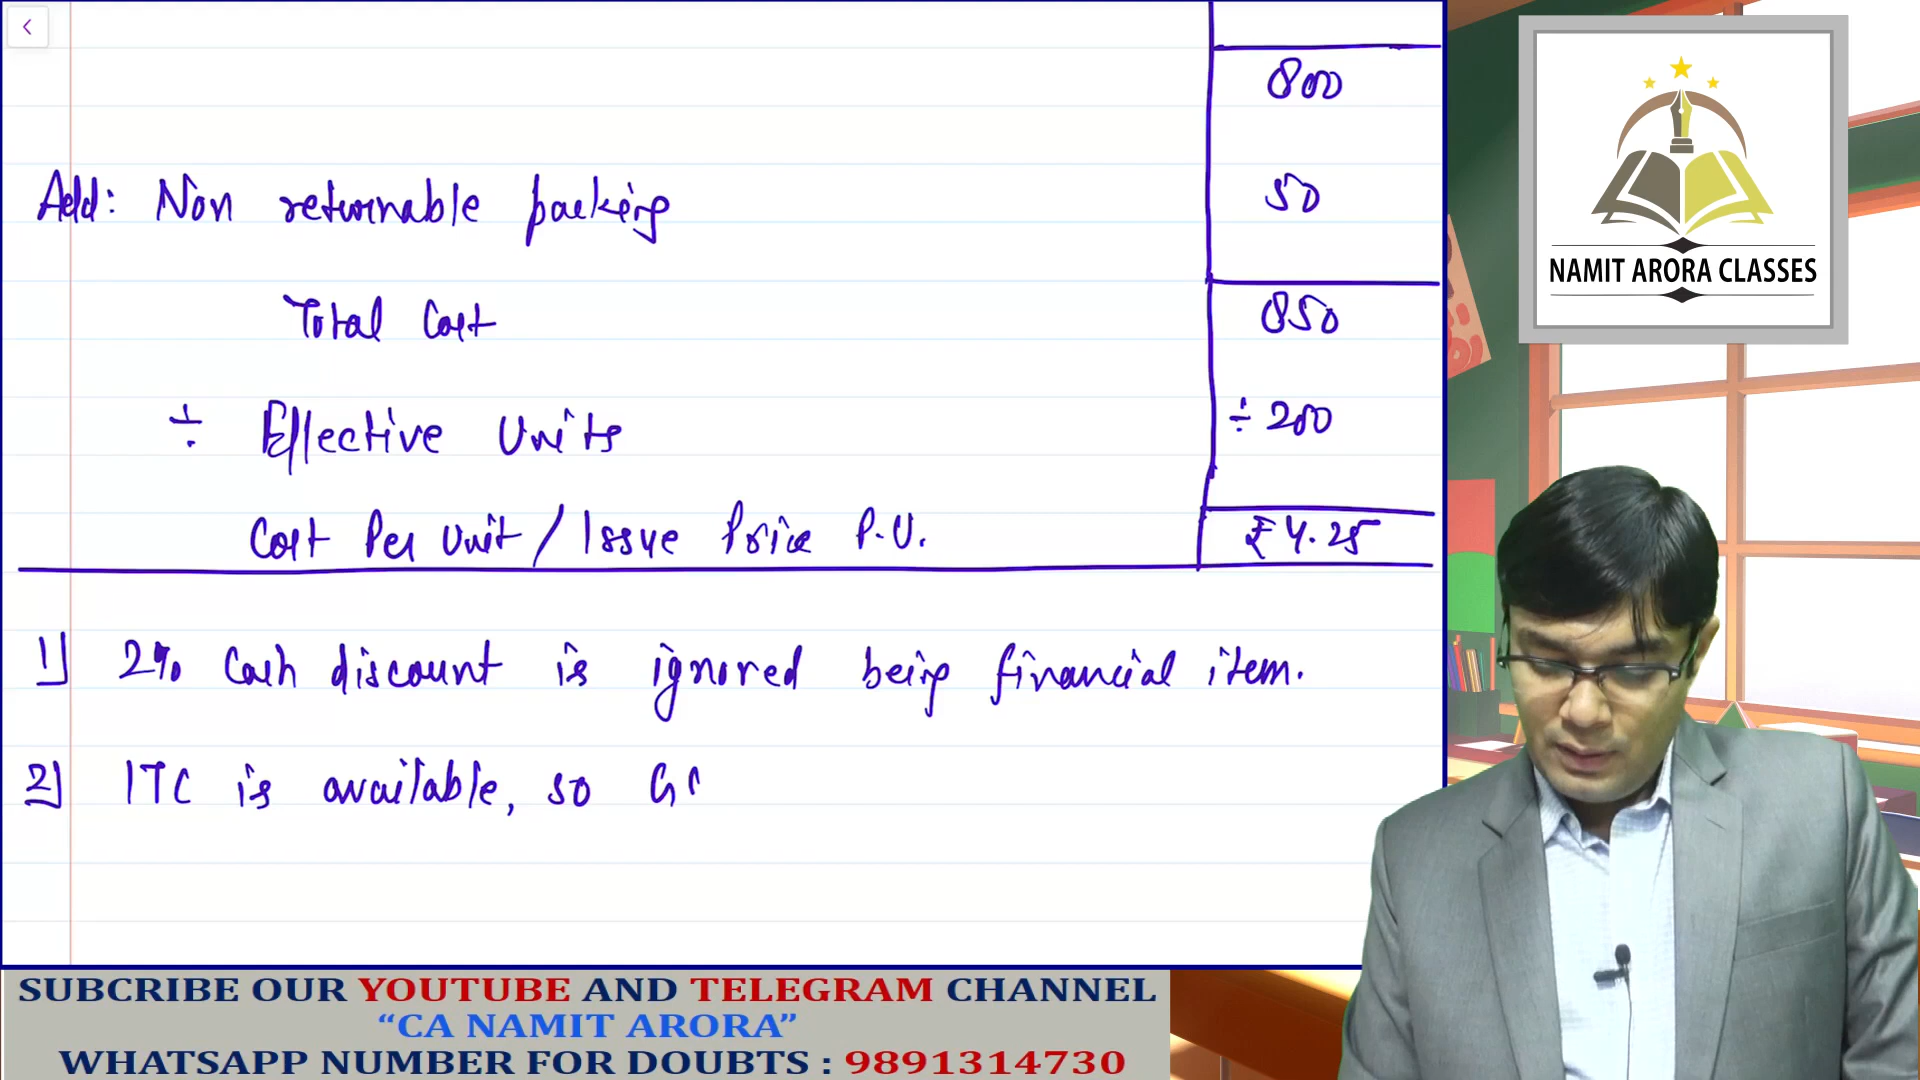 800
Add: Non returnable packing 50
Total Cost 850
÷ Effective Units ÷ 200
Cost Per Unit / Issue Price P.U. ₹ 4.25
1] 2% Cash discount is ignored being financial item.
2] ITC is available, so
NAMIT ARORA CLASSES
SUBCRIBE OUR YOUTUBE AND TELEGRAM CHANNEL
“CA NAMIT ARORA”
WHATSAPP NUMBER FOR DOUBTS : 9891314730